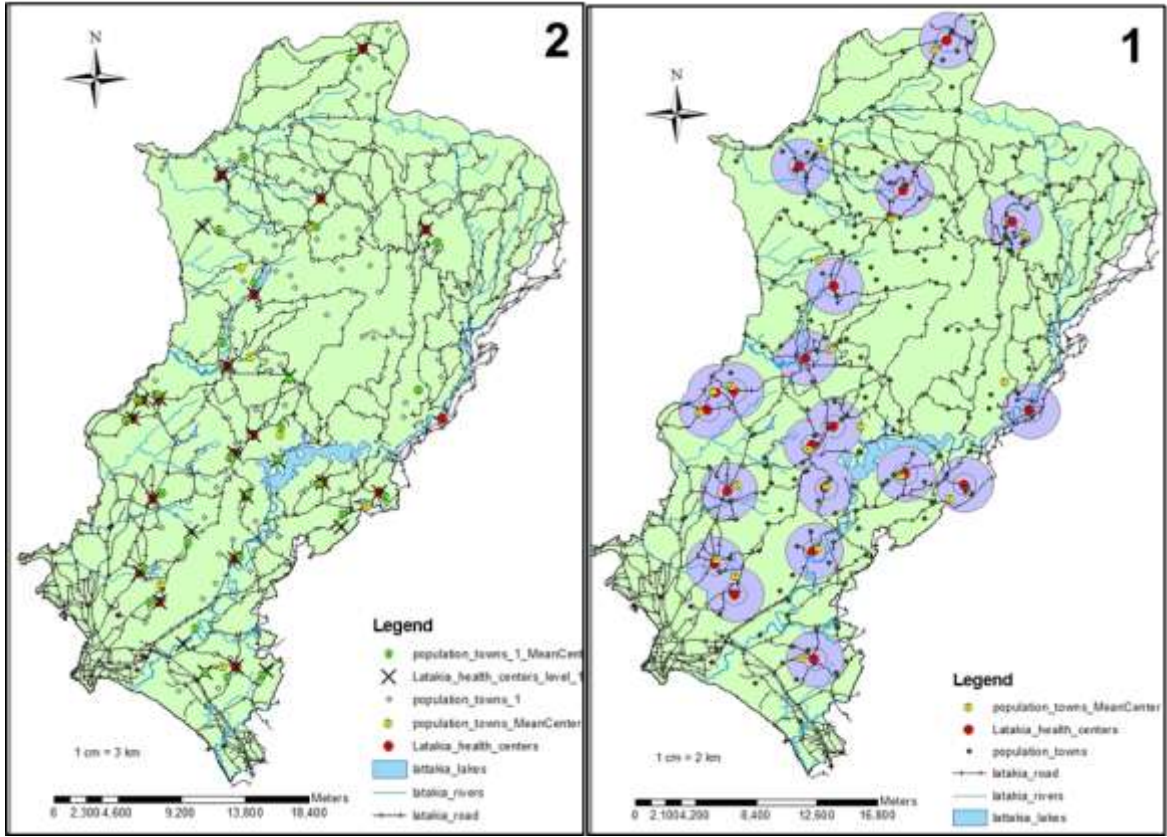 2
N
Legend
population_towns_1_MeanCent
Latakia_health_centers_level_1
population_towns_1
population_towns_MeanCenter
Latakia_health_centers
lattakia_lakes
latakia_rivers
latakia_road
1 cm = 3 km
Meters
0 2,300 4,600 9,200 13,800 18,400
1
N
Legend
population_towns_MeanCenter
Latakia_health_centers
population_towns
latakia_road
latakia_rivers
lattakia_lakes
1 cm = 2 km
Meters
0 2,100 4,200 8,400 12,600 16,800